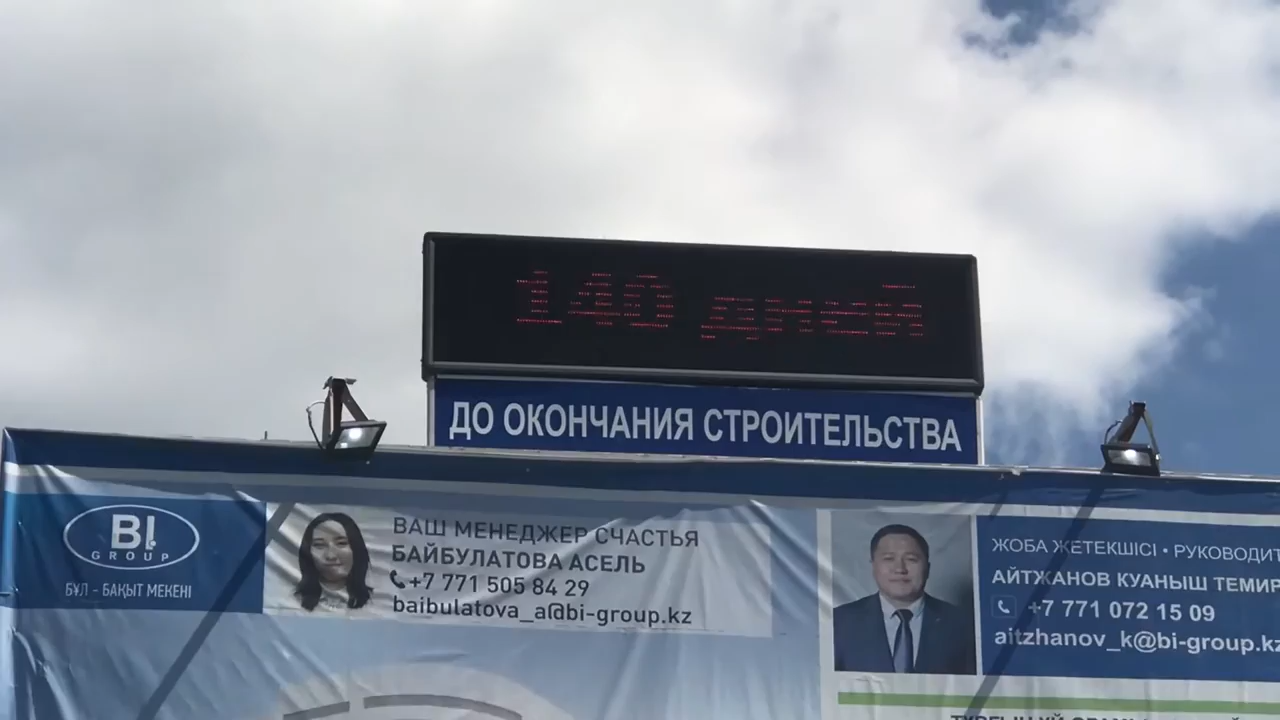 140 дней
ДО ОКОНЧАНИЯ СТРОИТЕЛЬСТВА
BI
GROUP
БҰЛ - БАҚЫТ МЕКЕНІ
ВАШ МЕНЕДЖЕР СЧАСТЬЯ
БАЙБУЛАТОВА АСЕЛЬ
+7 771 505 84 29
baibulatova_a@bi-group.kz
ЖОБА ЖЕТЕКШІСІ • РУКОВОДИТ
АЙТЖАНОВ КУАНЫШ ТЕМИР
+7 771 072 15 09
aitzhanov_k@bi-group.kz